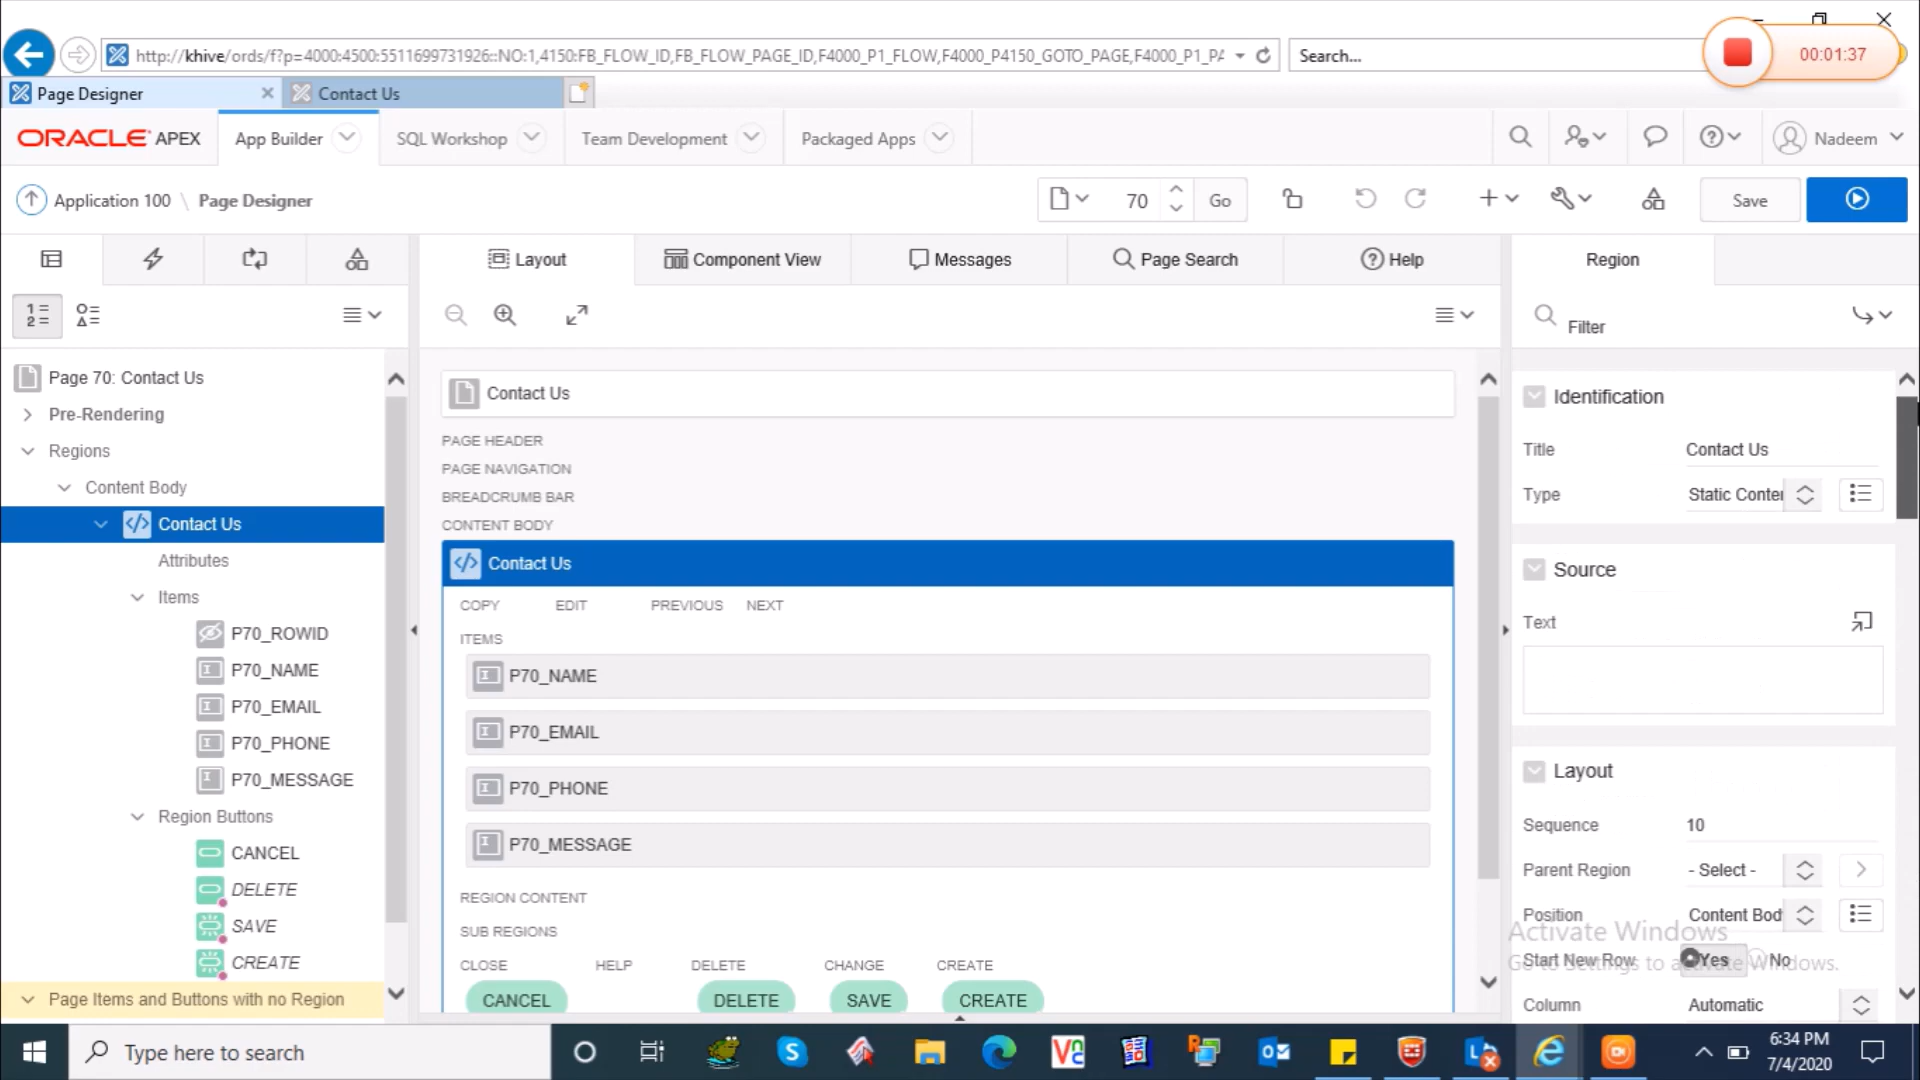 http://khive/ords/f?p=4000:4500:5511699731926::NO:1,4150:FB_FLOW_ID,FB_FLOW_PAGE_ID,F4000_P1_FLOW,F4000_P4150_GOTO_PAGE,F4000_P1_PA
Search...
00:01:37
Page Designer
Contact Us
ORACLE APEX
App Builder
SQL Workshop
Team Development
Packaged Apps
Nadeem
Application 100 \ Page Designer
70
Go
Save
Layout
Component View
Messages
Page Search
Help
Region
Filter
Page 70: Contact Us
Pre-Rendering
Regions
Content Body
Contact Us
Attributes
Items
P70_ROWID
P70_NAME
P70_EMAIL
P70_PHONE
P70_MESSAGE
Region Buttons
CANCEL
DELETE
SAVE
CREATE
Page Items and Buttons with no Region
Contact Us
PAGE HEADER
PAGE NAVIGATION
BREADCRUMB BAR
CONTENT BODY
Contact Us
COPY EDIT PREVIOUS NEXT
ITEMS
P70_NAME
P70_EMAIL
P70_PHONE
P70_MESSAGE
REGION CONTENT
SUB REGIONS
CLOSE HELP DELETE CHANGE CREATE
CANCEL DELETE SAVE CREATE
Identification
Title Contact Us
Type Static Conter
Source
Text
Layout
Sequence 10
Parent Region - Select -
Position Content Bod
Activate Windows
Start New Row Yes No
Go to Settings to activate Windows.
Column Automatic
Type here to search
6:34 PM
7/4/2020